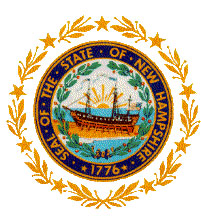 SEAL · OF · THE · STATE · OF · NEW HAMPSHIRE ·
★1776★